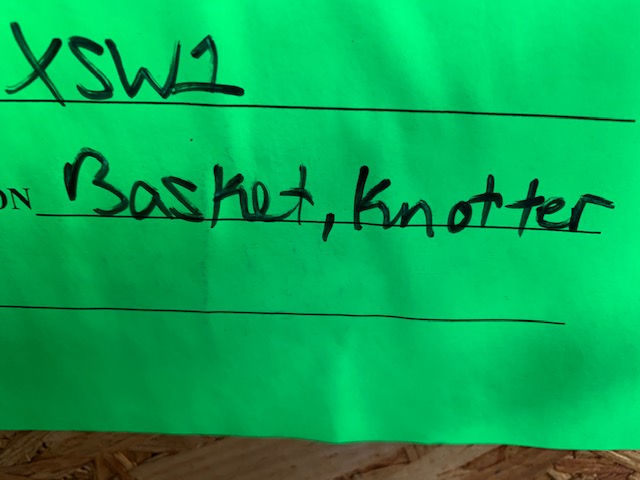 XSW1
ON Basket, Knotter